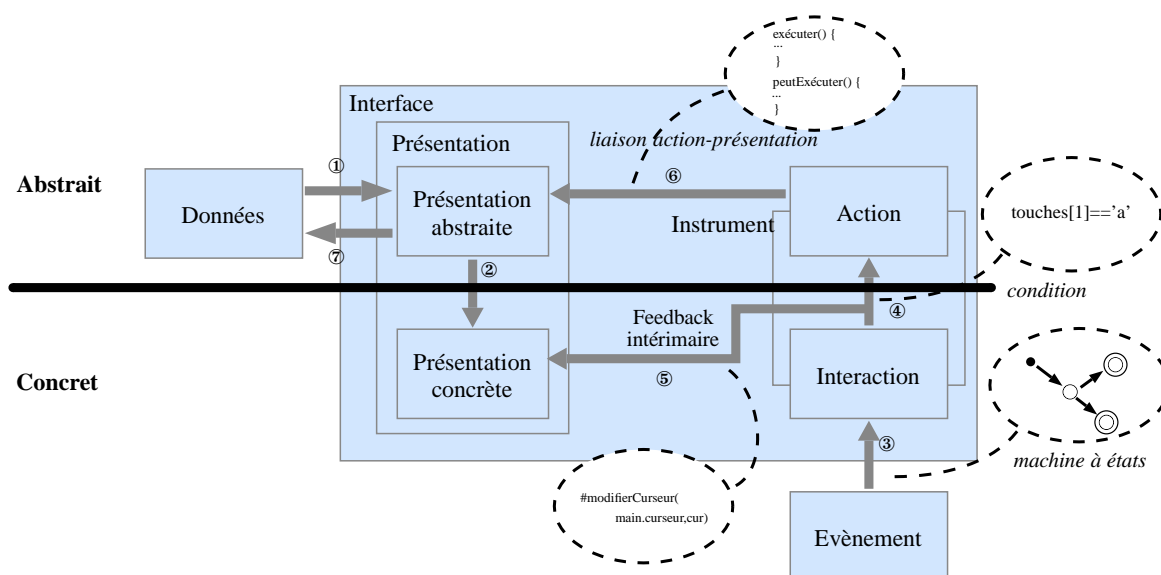 exécuter() {
...
}
peutExécuter() {
...
}
Interface
Présentation
liaison action-présentation
①
⑥
Abstrait
Données
Présentation
abstraite
Instrument
Action
touches[1]=='a'
⑦
②
condition
④
Feedback
intérimaire
Concret
Présentation
concrète
⑤
Interaction
③
machine à états
#modifierCurseur(
main.curseur,cur)
Evènement